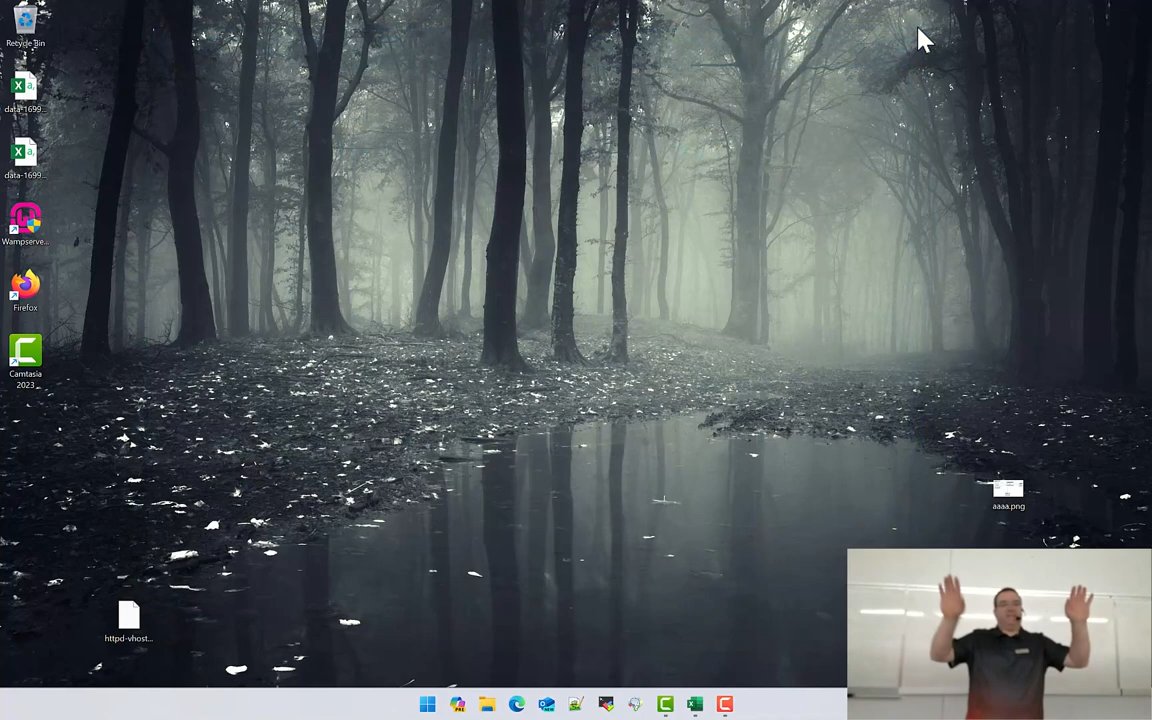 Recycle Bin
data-1699...
data-1699...
Wampserve...
Firefox
Camtasia
2023
aaaa.png
httpd-vhost...